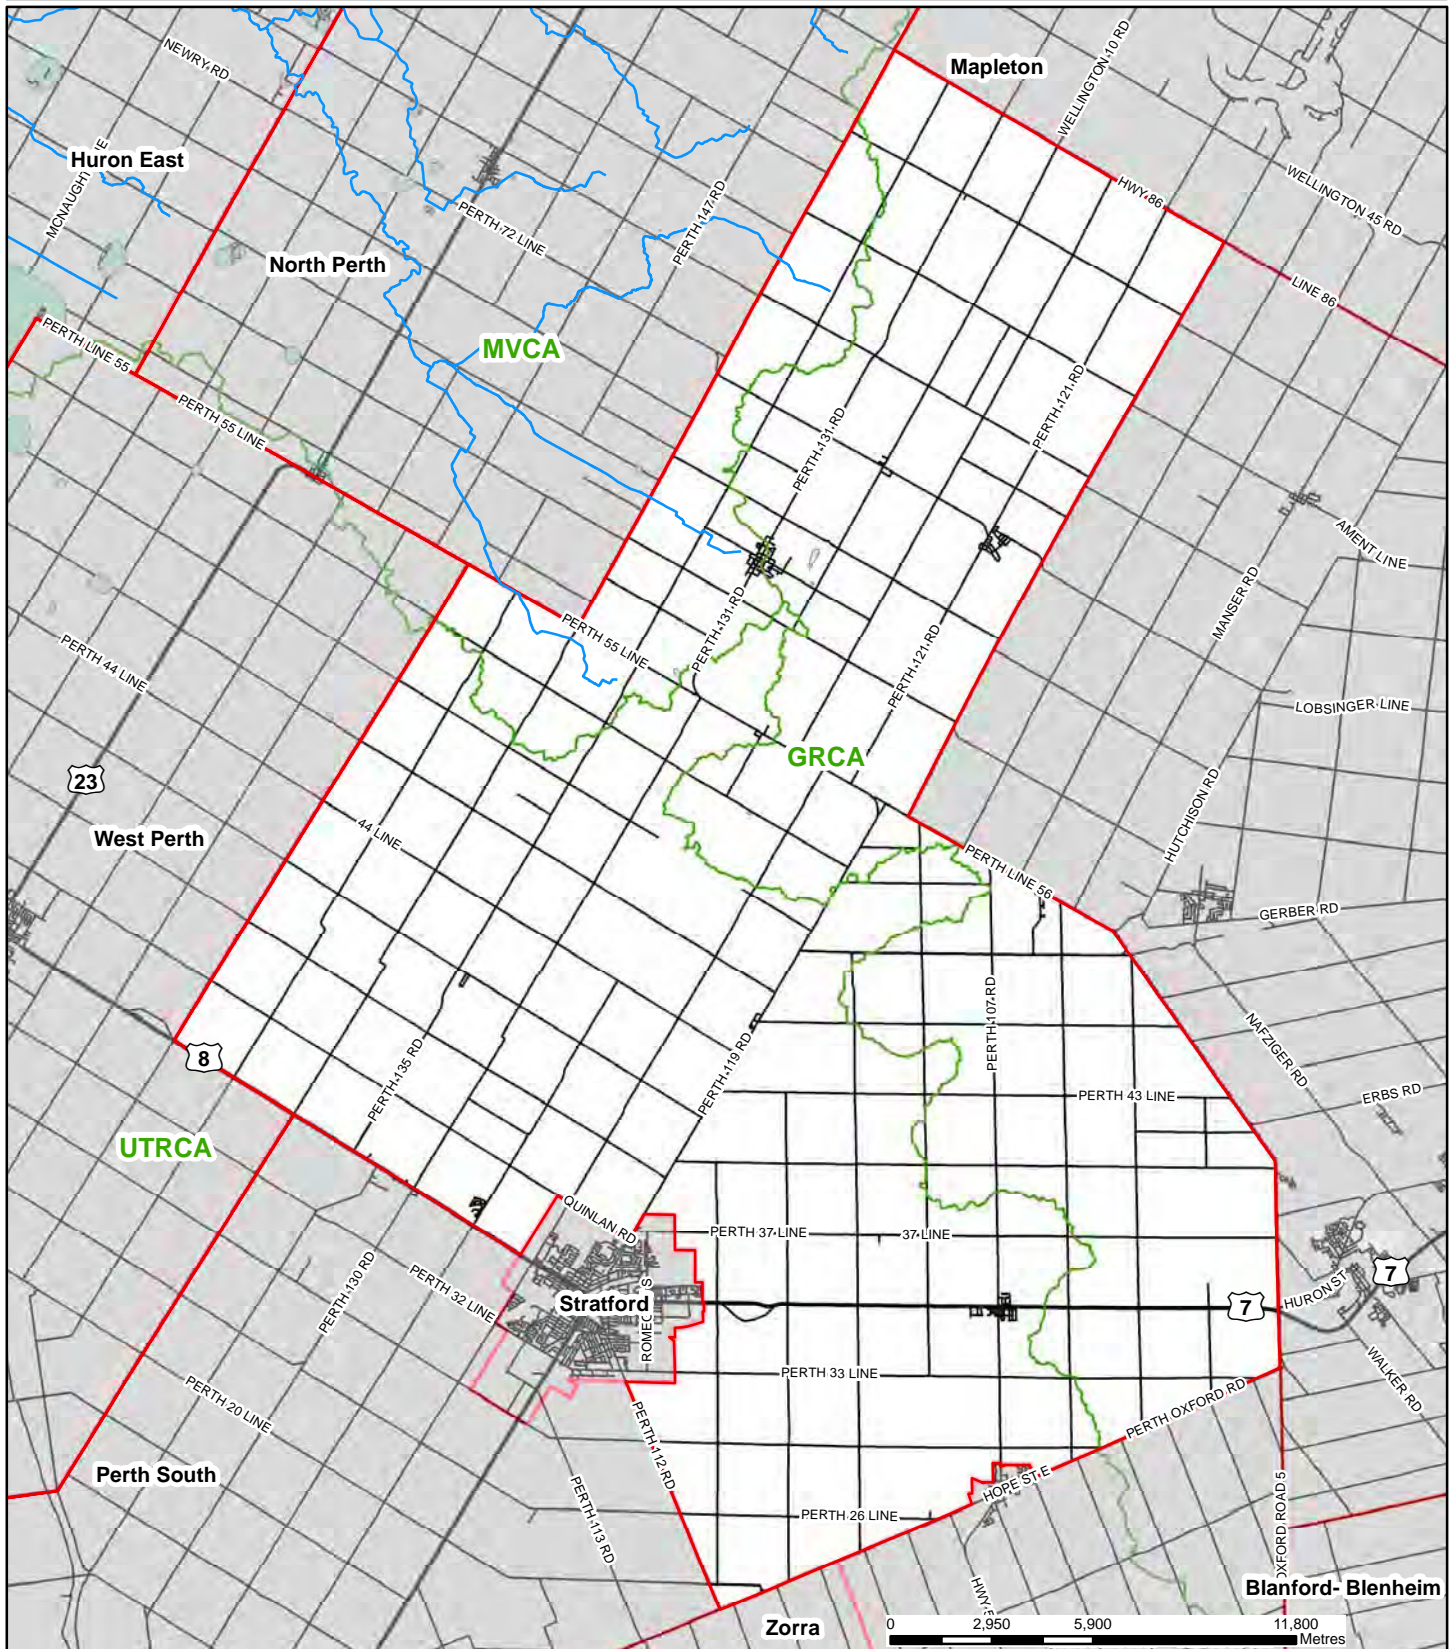 Mapleton
WELLINGTON 10 RD
NEWRY RD
Huron East
WELLINGTON 45 RD
HWY 86
PERTH 147 RD
PERTH 72 LINE
North Perth
LINE 86
PERTH LINE 55
MVCA
PERTH 55 LINE
PERTH 121 RD
PERTH 131 RD
AMENT LINE
MANSER RD
PERTH 131 RD
PERTH 55 LINE
PERTH 121 RD
PERTH 44 LINE
LOBSINGER LINE
GRCA
23
HUTCHISON RD
West Perth
44 LINE
PERTH LINE 56
GERBER RD
PERTH 107 RD
NAFZIGER RD
8
PERTH 135 RD
PERTH 119 RD
PERTH 43 LINE
ERBS RD
UTRCA
QUINLAN RD
PERTH 37 LINE
37 LINE
PERTH 130 RD
PERTH 32 LINE
7
HURON ST
7
Stratford
PERTH 33 LINE
WALKER RD
PERTH 20 LINE
PERTH OXFORD RD
PERTH 112 RD
Perth South
HOPE ST E
PERTH 26 LINE
PERTH 113 RD
Blanford- Blenheim
Zorra
0 2,950 5,900 11,800
Metres